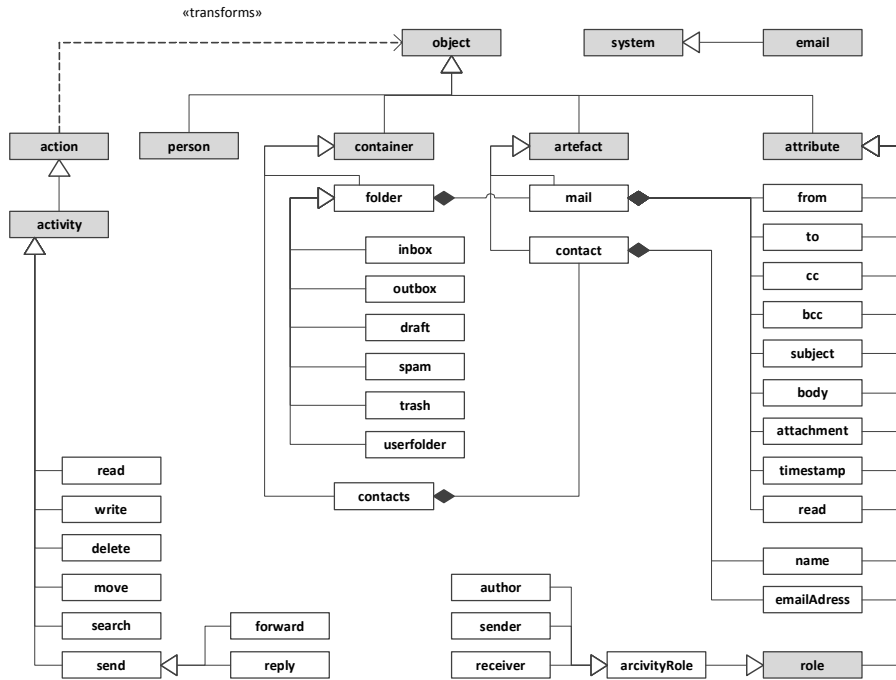 «transforms»
object
system
email
action
person
container
artefact
attribute
folder
mail
from
activity
inbox
contact
to
outbox
cc
draft
bcc
spam
subject
trash
body
userfolder
attachment
read
timestamp
contacts
write
read
delete
name
move
author
emailAdress
search
forward
sender
send
reply
receiver
arcivityRole
role